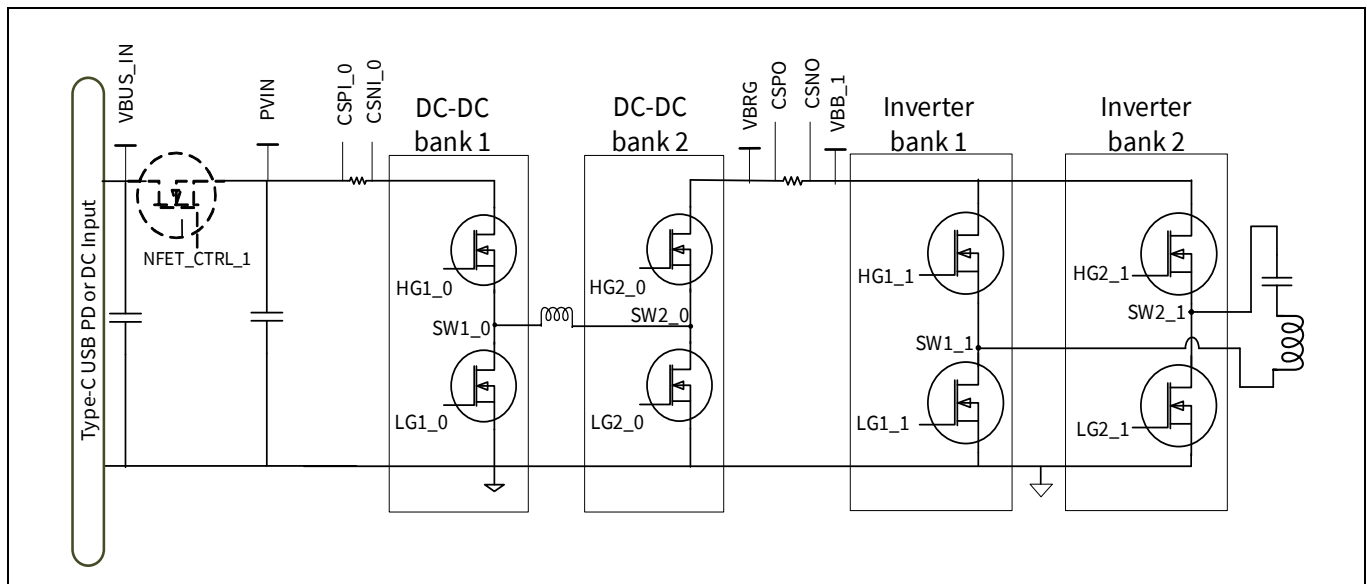 VBUS_IN
PVIN
CSPI_0
CSNI_0
DC-DC
bank 1
DC-DC
bank 2
VBRG
CSPO
CSNO
VBB_1
Inverter
bank 1
Inverter
bank 2
Type-C USB PD or DC Input
NFET_CTRL_1
HG1_0
HG2_0
HG1_1
HG2_1
SW1_0
SW2_0
SW1_1
SW2_1
LG1_0
LG2_0
LG1_1
LG2_1